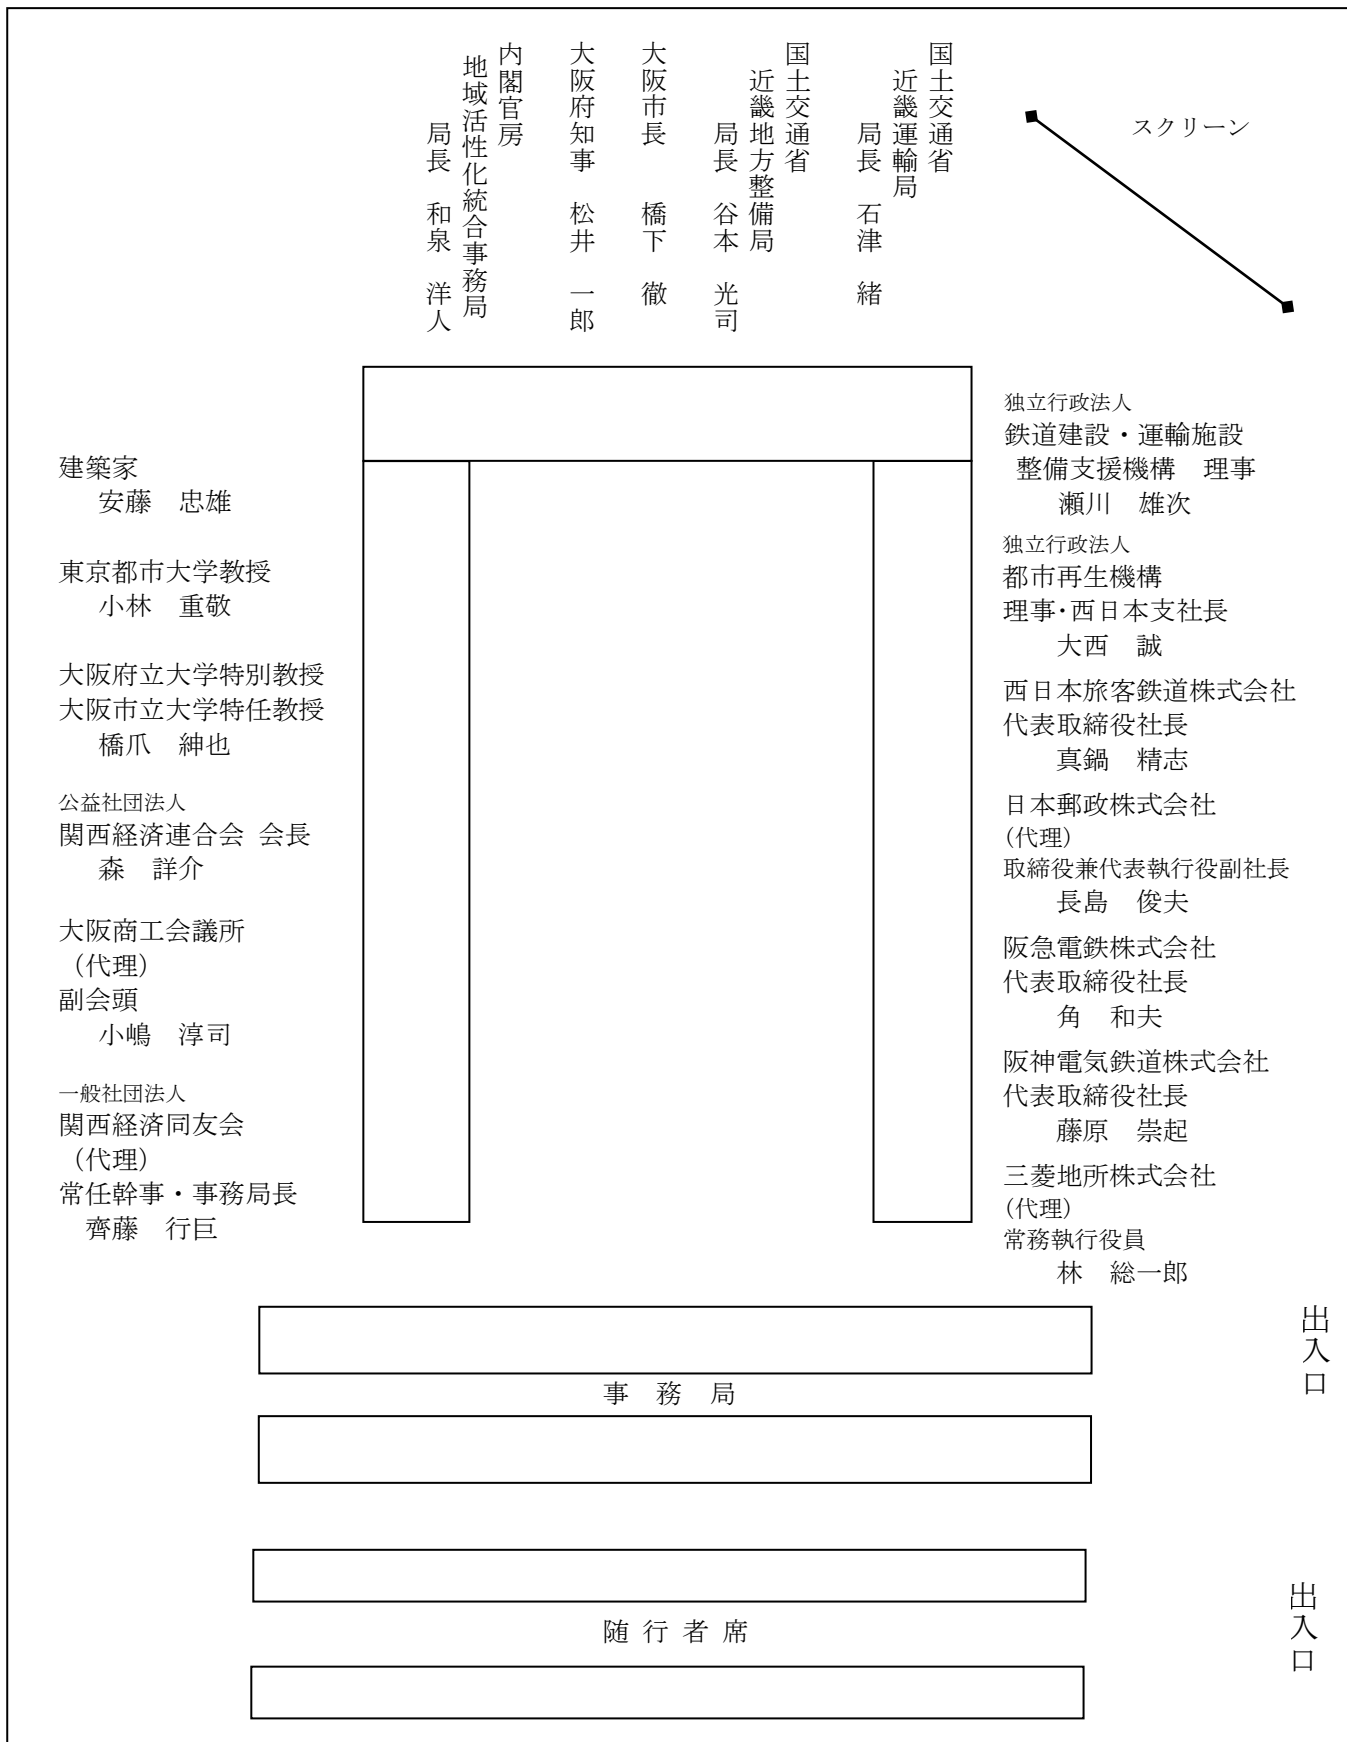 国土交通省
近畿運輸局
局長　石津　緒
国土交通省
近畿地方整備局
局長　谷本　光司
大阪市長　橋下　徹
大阪府知事　松井　一郎
内閣官房
地域活性化統合事務局
局長　和泉　洋人
スクリーン
建築家
安藤　忠雄
東京都市大学教授
小林　重敬
大阪府立大学特別教授
大阪市立大学特任教授
橋爪　紳也
公益社団法人
関西経済連合会 会長
森　詳介
大阪商工会議所
（代理）
副会頭
小嶋　淳司
一般社団法人
関西経済同友会
（代理）
常任幹事・事務局長
齊藤　行巨
独立行政法人
鉄道建設・運輸施設
整備支援機構　理事
瀬川　雄次
独立行政法人
都市再生機構
理事・西日本支社長
大西　誠
西日本旅客鉄道株式会社
代表取締役社長
真鍋　精志
日本郵政株式会社
(代理)
取締役兼代表執行役副社長
長島　俊夫
阪急電鉄株式会社
代表取締役社長
角　和夫
阪神電気鉄道株式会社
代表取締役社長
藤原　崇起
三菱地所株式会社
(代理)
常務執行役員
林　総一郎
事　務　局
出入口
随 行 者 席
出入口